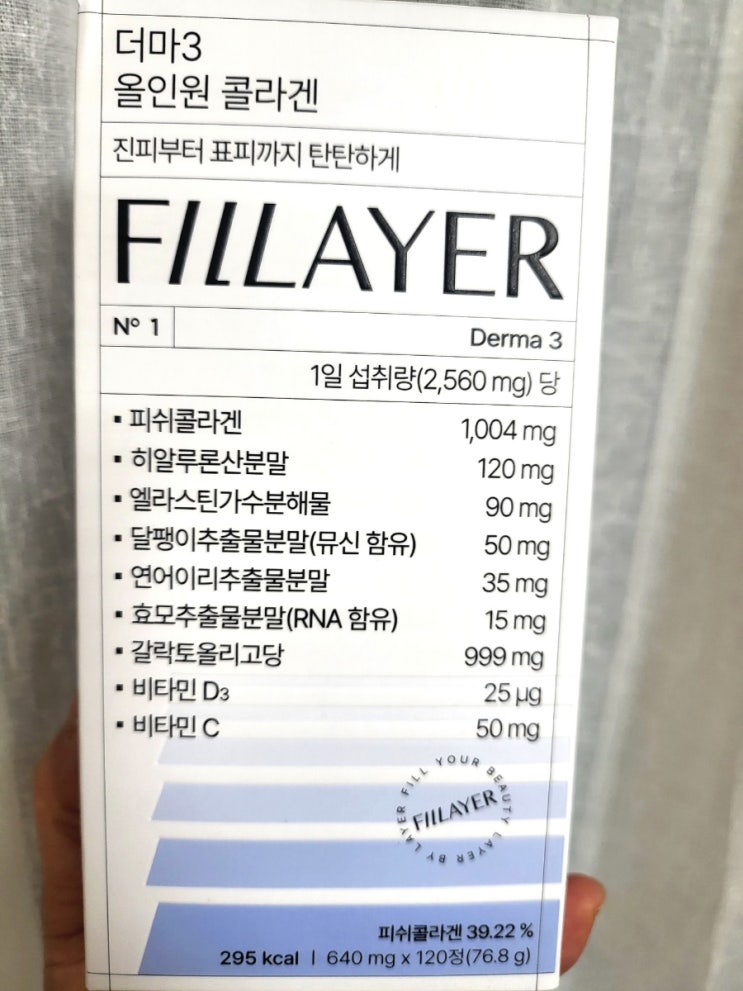 더마3
올인원 콜라겐
진피부터 표피까지 탄탄하게
FILLAYER
Nº 1
Derma 3
1일 섭취량(2,560 mg) 당
▪ 피쉬콜라겐 1,004 mg
▪ 히알루론산분말 120 mg
▪ 엘라스틴가수분해물 90 mg
▪ 달팽이추출물분말(뮤신 함유) 50 mg
▪ 연어이리추출물분말 35 mg
▪ 효모추출물분말(RNA 함유) 15 mg
▪ 갈락토올리고당 999 mg
▪ 비타민 D3 25 µg
▪ 비타민 C 50 mg
FILL YOUR BEAUTY LAYER BY LAYER
FILLAYER
피쉬콜라겐 39.22 %
295 kcal | 640 mg x 120정(76.8 g)